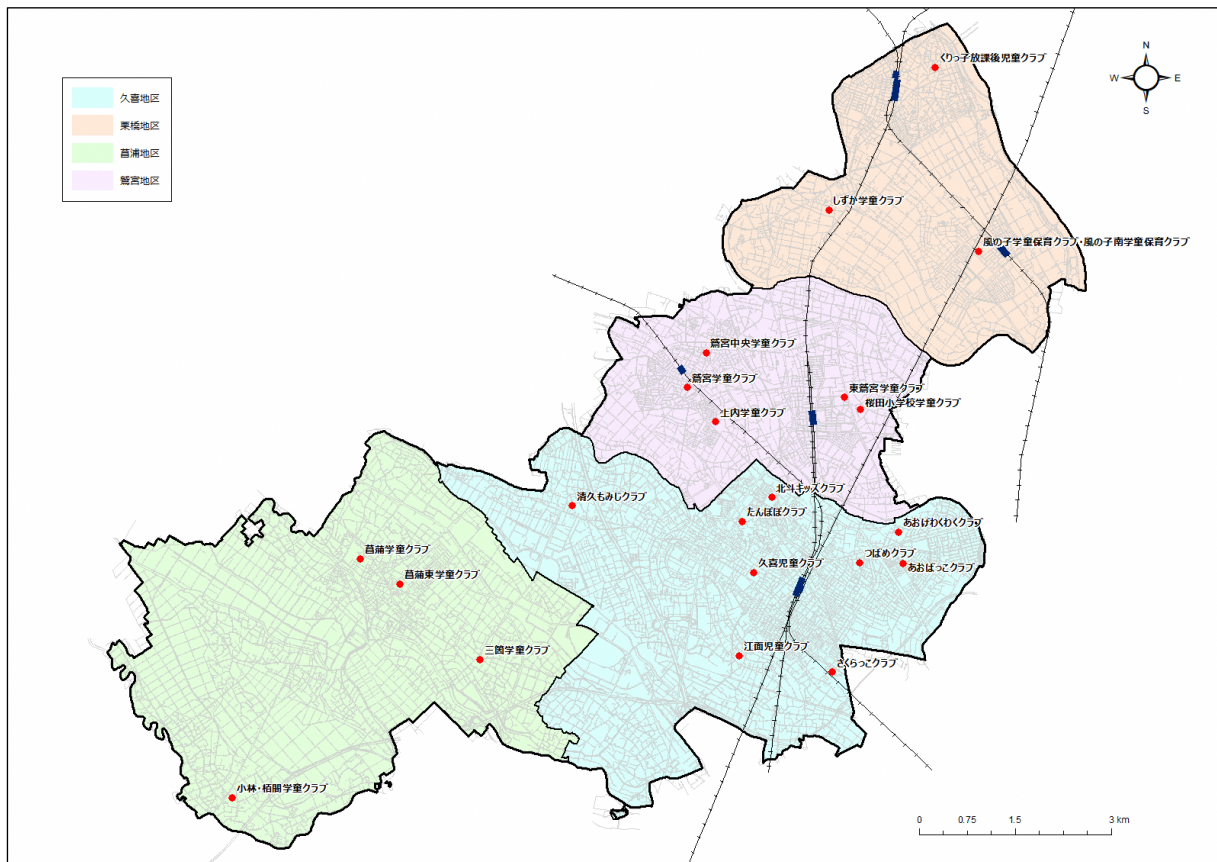 くりっ子放課後児童クラブ
N
W
E
S
久喜地区
栗橋地区
菖蒲地区
鷲宮地区
しずか学童クラブ
風の子学童保育クラブ・風の子南学童保育クラブ
鷲宮中央学童クラブ
鷲宮学童クラブ
東鷲宮学童クラブ
桜田小学校学童クラブ
上内学童クラブ
清久もみじクラブ
北斗キッズクラブ
たんぽぽクラブ
あおげわくわくクラブ
菖蒲学童クラブ
つばめクラブ
あおばっこクラブ
久喜児童クラブ
菖蒲東学童クラブ
江面児童クラブ
三箇学童クラブ
さくらっこクラブ
小林・栢間学童クラブ
0 0.75 1.5 3 km